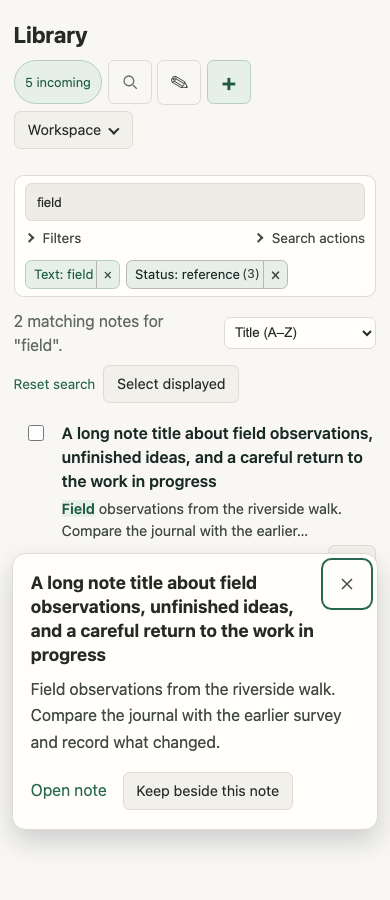 Library
5 incoming
Workspace
field
Filters
Search actions
Text: field ×
Status: reference (3) ×
2 matching notes for
"field".
Title (A–Z)
Reset search
Select displayed
A long note title about field observations,
unfinished ideas, and a careful return to
the work in progress
Field observations from the riverside walk.
Compare the journal with the earlier...
A long note title about field
observations, unfinished ideas,
and a careful return to the work in
progress
Field observations from the riverside walk.
Compare the journal with the earlier survey
and record what changed.
Open note
Keep beside this note